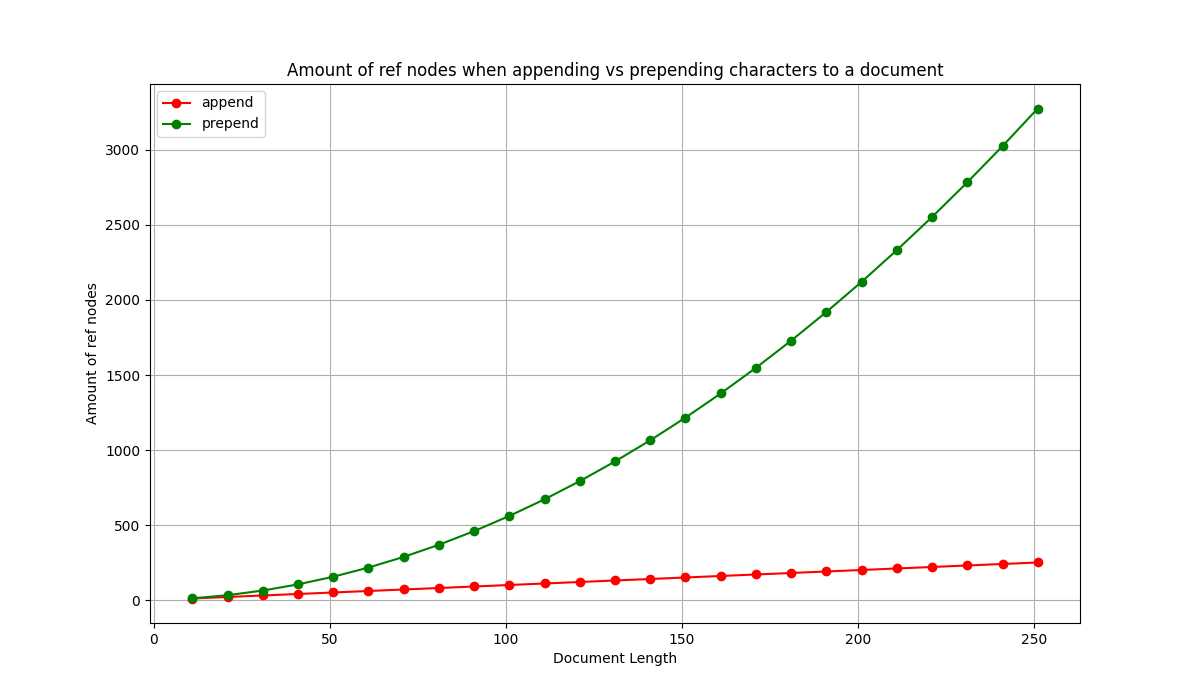 Amount of ref nodes when appending vs prepending characters to a document
append
prepend
3000
2500
2000
1500
1000
500
0
Amount of ref nodes
0 50 100 150 200 250
Document Length